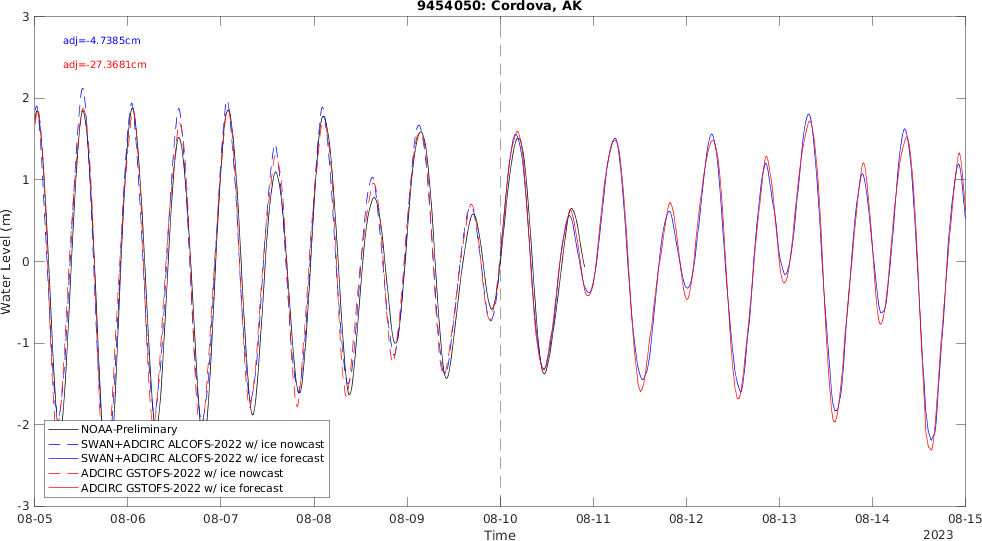 9454050: Cordova, AK
adj=-4.7385cm
adj=-27.3681cm
Water Level (m)
3
2
1
0
-1
-2
-3
NOAA-Preliminary
SWAN+ADCIRC ALCOFS-2022 w/ ice nowcast
SWAN+ADCIRC ALCOFS-2022 w/ ice forecast
ADCIRC GSTOFS-2022 w/ ice nowcast
ADCIRC GSTOFS-2022 w/ ice forecast
08-05 08-06 08-07 08-08 08-09 08-10 08-11 08-12 08-13 08-14 08-15
Time
2023